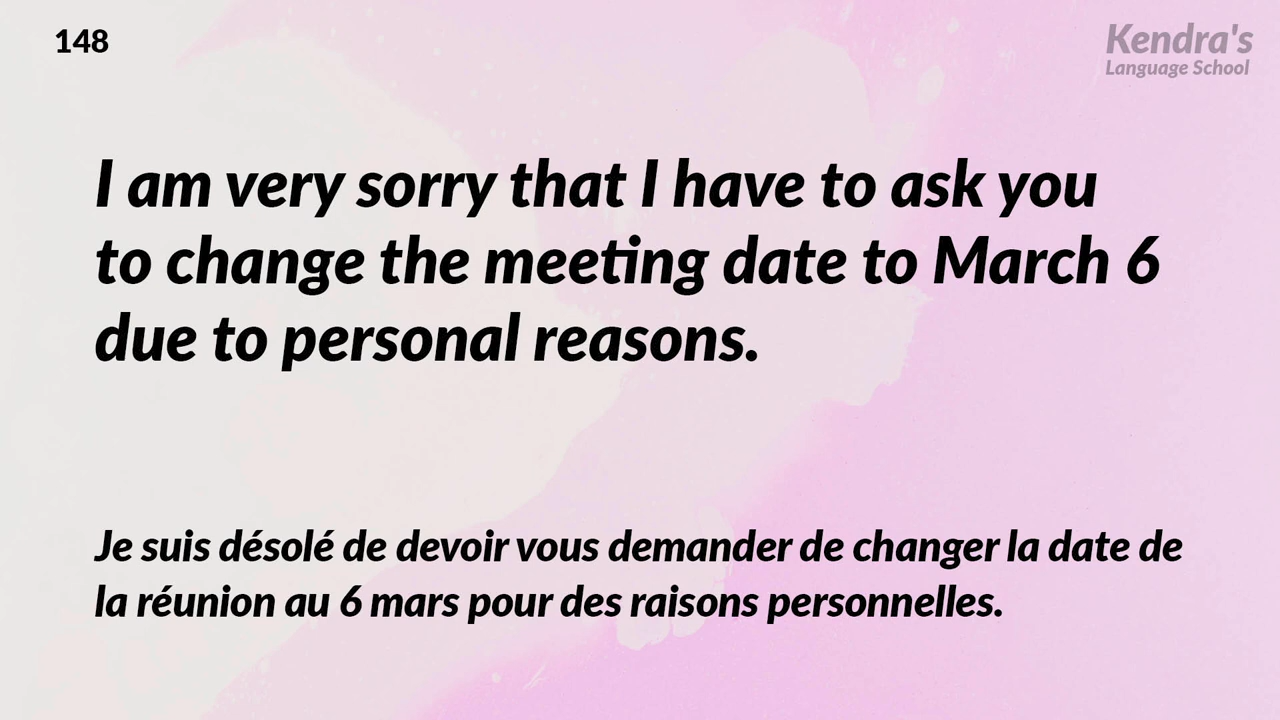 148
Kendra's
Language School
I am very sorry that I have to ask you
to change the meeting date to March 6
due to personal reasons.
Je suis désolé de devoir vous demander de changer la date de
la réunion au 6 mars pour des raisons personnelles.